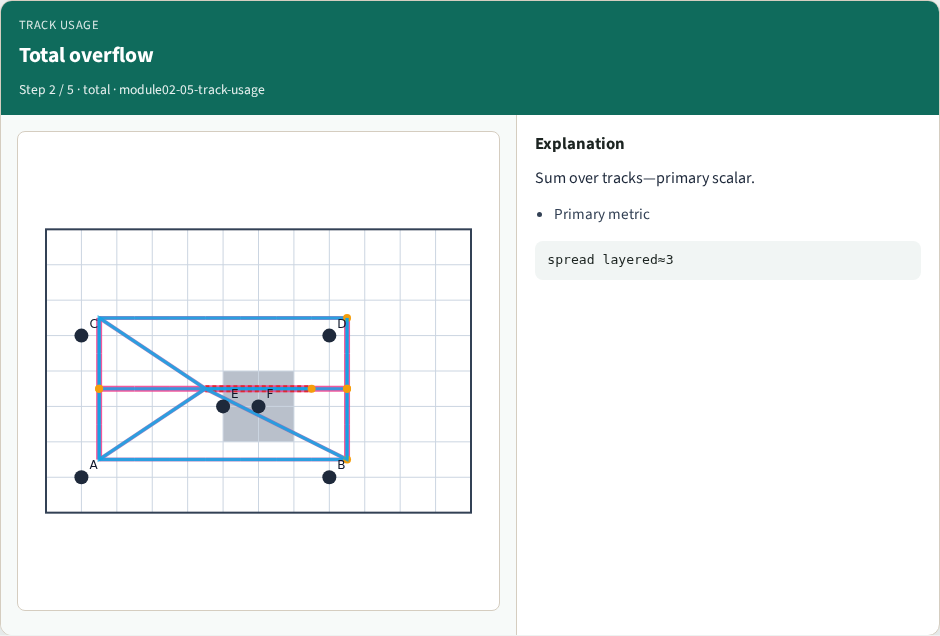 TRACK USAGE
Total overflow
Step 2 / 5 · total · module02-05-track-usage
C
D
E
F
A
B
Explanation
Sum over tracks—primary scalar.
• Primary metric
spread layered≈3